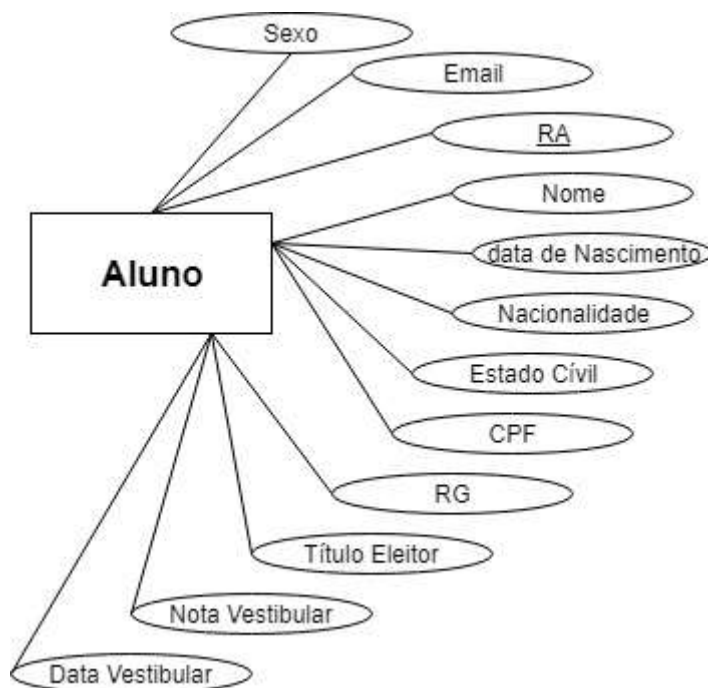 Sexo
Email
RA
Nome
data de Nascimento
Aluno
Nacionalidade
Estado Cívil
CPF
RG
Título Eleitor
Nota Vestibular
Data Vestibular